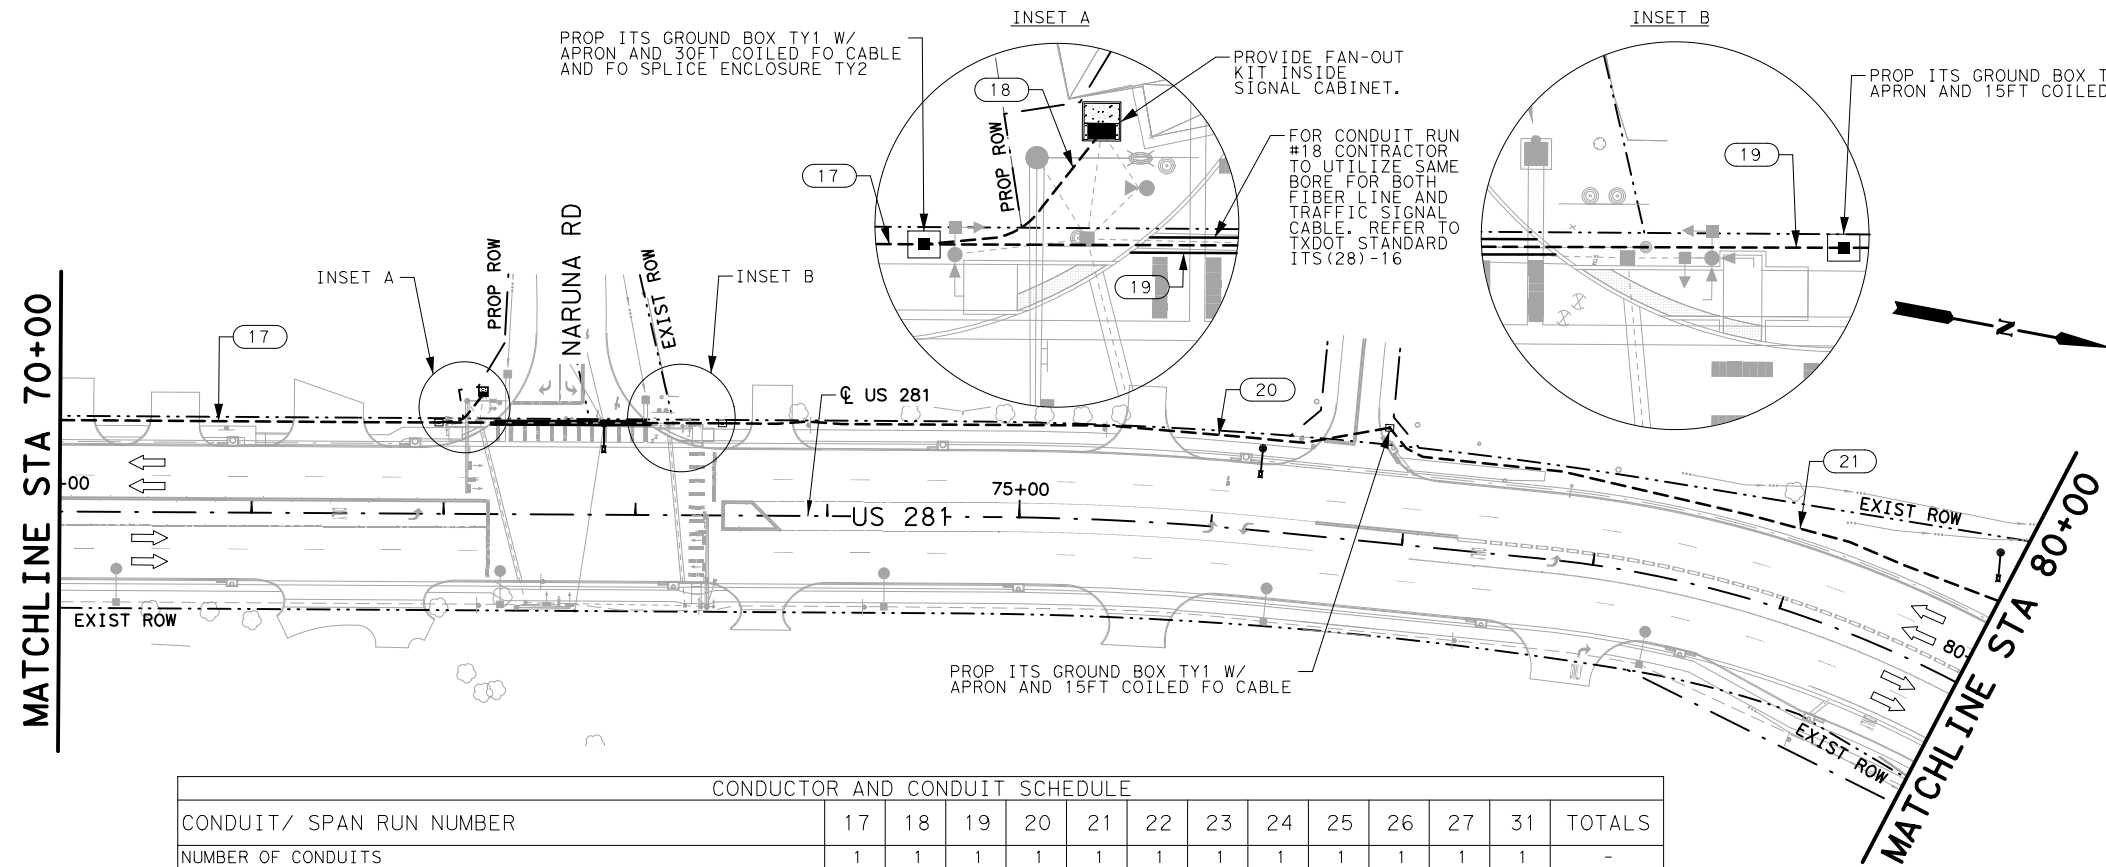 INSET A
INSET B
PROP ITS GROUND BOX TY1 W/
APRON AND 30FT COILED FO CABLE
AND FO SPLICE ENCLOSURE TY2
PROVIDE FAN-OUT
KIT INSIDE
SIGNAL CABINET.
PROP ITS GROUND BOX T
APRON AND 15FT COILED
18
PROP ROW
17
19
FOR CONDUIT RUN
#18 CONTRACTOR
TO UTILIZE SAME
BORE FOR BOTH
FIBER LINE AND
TRAFFIC SIGNAL
CABLE. REFER TO
TXDOT STANDARD
ITS(28)-16
19
N
MATCHLINE STA 70+00
INSET A
PROP ROW
NARUNA RD
EXIST ROW
INSET B
17
℄ US 281
20
21
-00
75+00
US 281
EXIST ROW
EXIST ROW
80
MATCHLINE STA 80+00
PROP ITS GROUND BOX TY1 W/
APRON AND 15FT COILED FO CABLE
EXIST ROW
CONDUCTOR AND CONDUIT SCHEDULE
CONDUIT/ SPAN RUN NUMBER 17 18 19 20 21 22 23 24 25 26 27 31 TOTALS
NUMBER OF CONDUITS 1 1 1 1 1 1 1 1 1 1 1 1 -